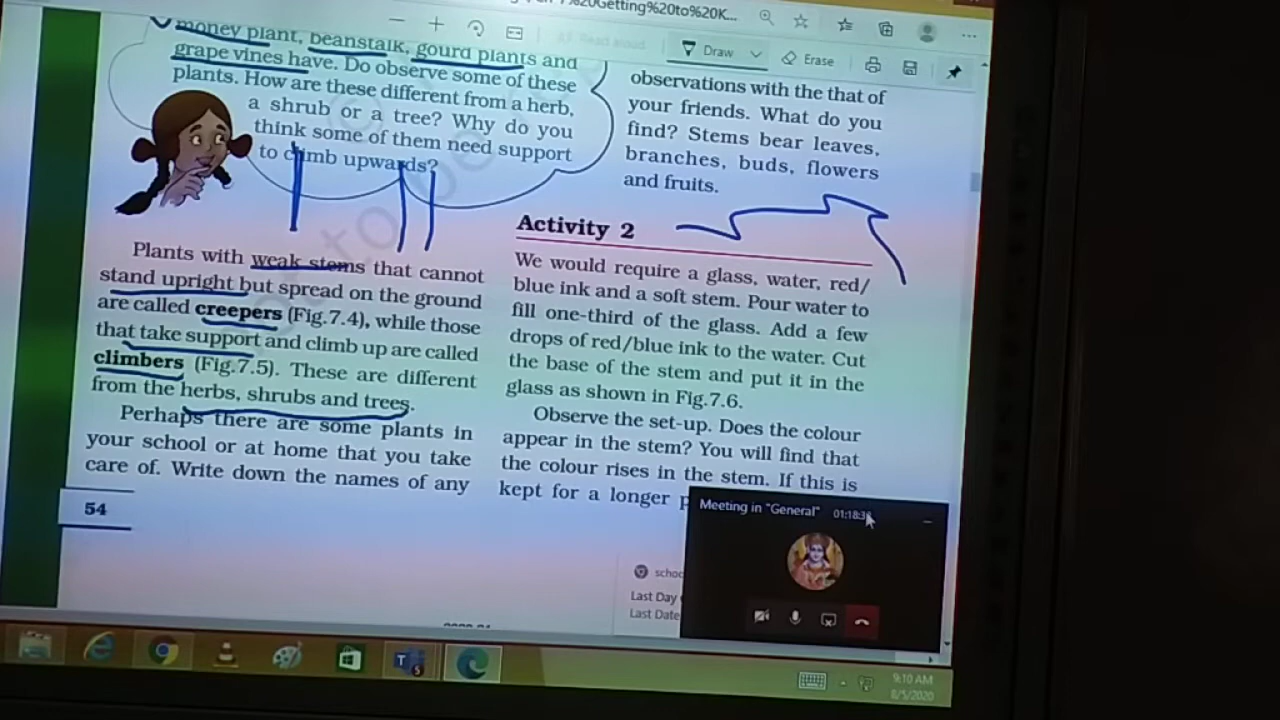 %20Getting%20to%20K...
Read aloud
Draw
Erase
money plant, beanstalk, gourd plants and
grape vines have. Do observe some of these
plants. How are these different from a herb,
a shrub or a tree? Why do you
think some of them need support
to climb upwards?
Plants with weak stems that cannot
stand upright but spread on the ground
are called creepers (Fig.7.4), while those
that take support and climb up are called
climbers (Fig.7.5). These are different
from the herbs, shrubs and trees.
Perhaps there are some plants in
your school or at home that you take
care of. Write down the names of any
54
observations with the that of
your friends. What do you
find? Stems bear leaves,
branches, buds, flowers
and fruits.
Activity 2
We would require a glass, water, red/
blue ink and a soft stem. Pour water to
fill one-third of the glass. Add a few
drops of red/blue ink to the water. Cut
the base of the stem and put it in the
glass as shown in Fig.7.6.
Observe the set-up. Does the colour
appear in the stem? You will find that
the colour rises in the stem. If this is
kept for a longer p
Meeting in "General"
schoo
Last Day
Last Date
9:10 AM
8/5/2020